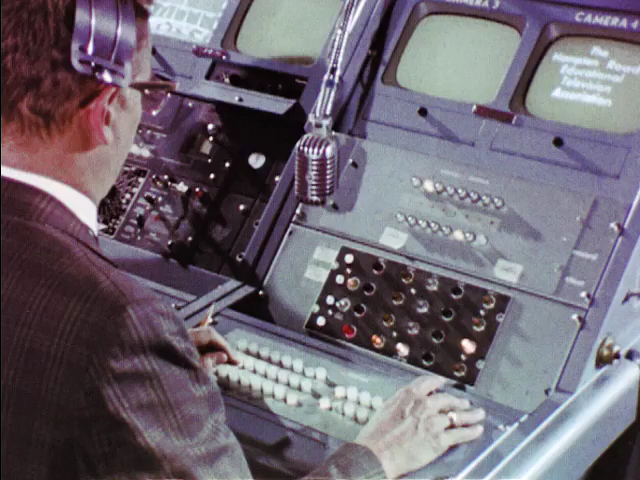 CAMERA 3
CAMERA 4
The
Hampton Roads
Educational
Television
Association